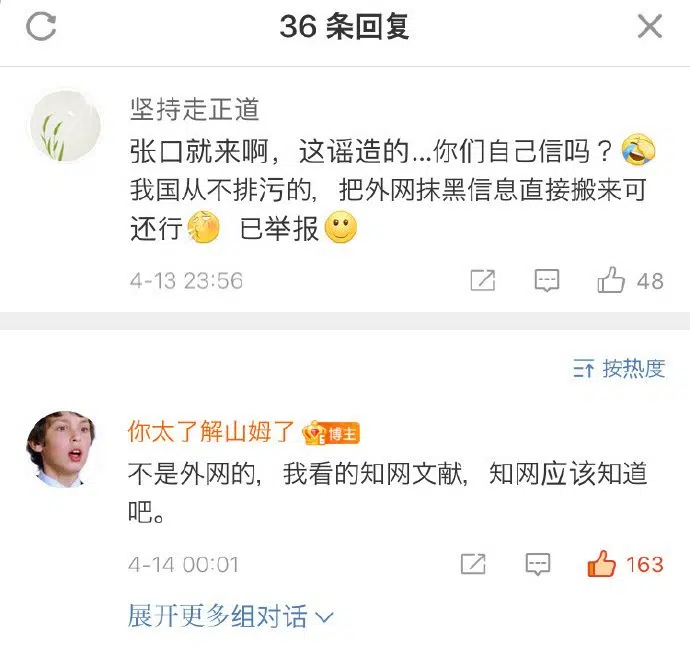 36 条回复
坚持走正道
张口就来啊，这谣造的...你们自己信吗？
我国从不排污的，把外网抹黑信息直接搬来可
还行 已举报
4-13 23:56
48
按热度
你太了解山姆了
博主
不是外网的，我看的知网文献，知网应该知道
吧。
4-14 00:01
163
展开更多组对话